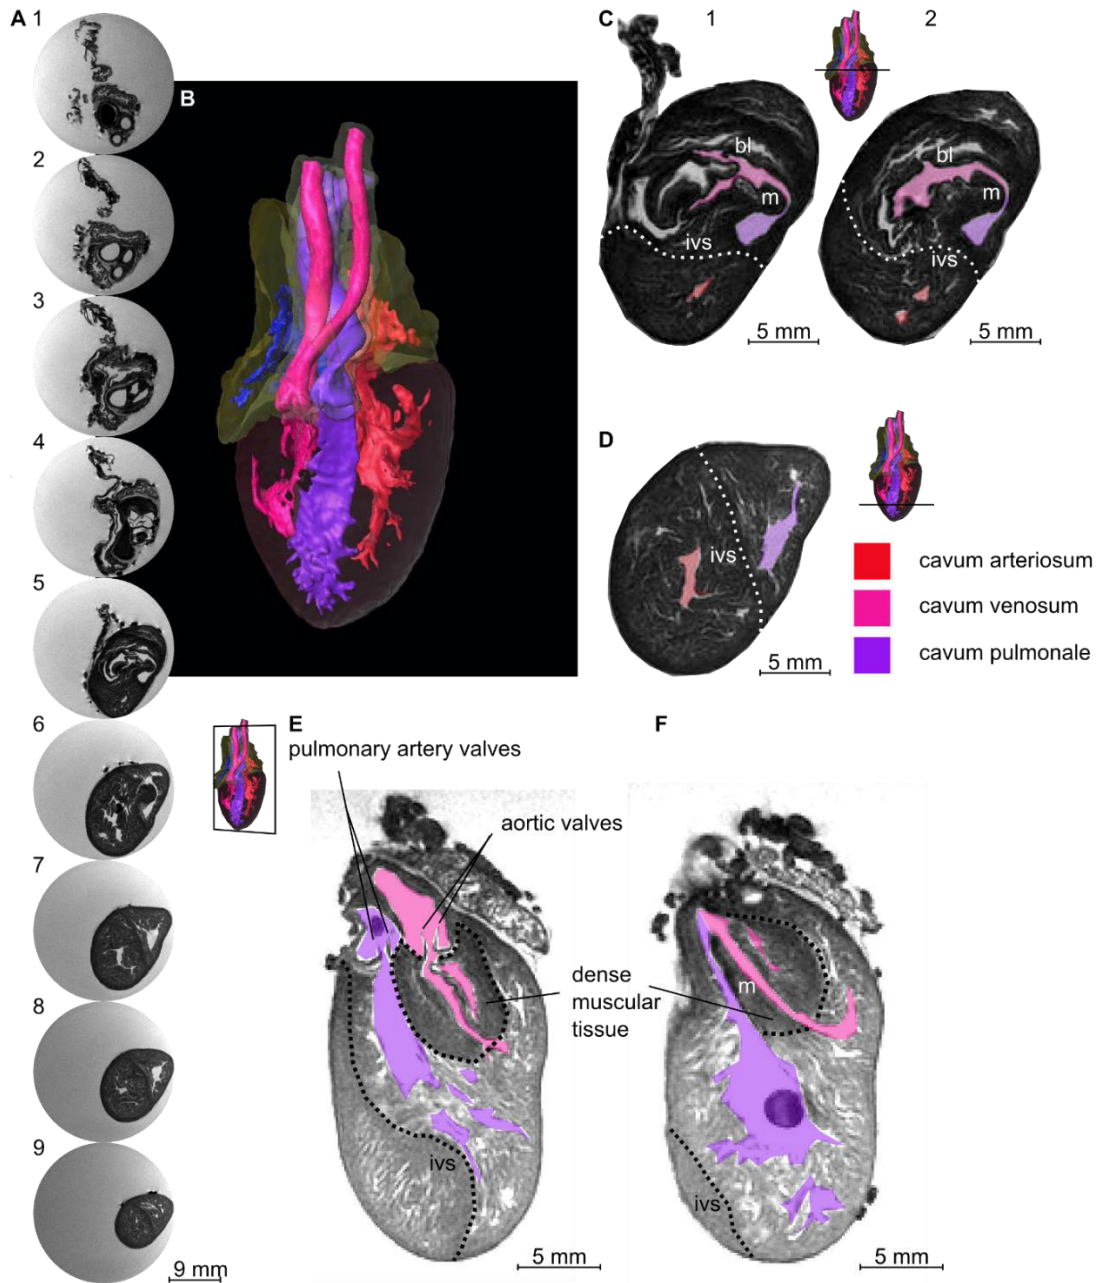 A
1
2
3
4
5
6
7
8
9
9 mm
B
C
1
2
bl
m
ivs
5 mm
bl
m
ivs
5 mm
D
ivs
5 mm
cavum arteriosum
cavum venosum
cavum pulmonale
E
pulmonary artery valves
aortic valves
dense
muscular
tissue
ivs
5 mm
F
m
ivs
5 mm